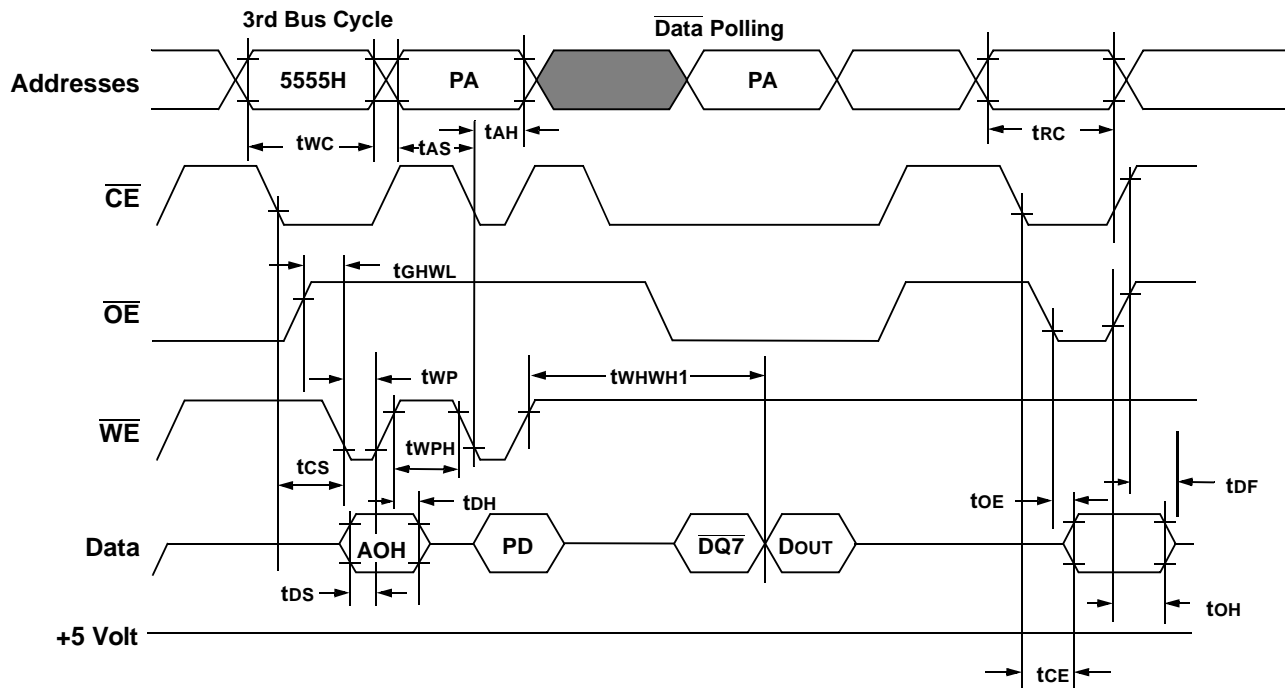 3rd Bus Cycle
Data Polling
Addresses
5555H
PA
PA
tWC
tAS
tAH
tRC
CE
tGHWL
OE
tWP
tWHWH1
WE
tWPH
tCS
tDH
tOE
tDF
Data
AOH
PD
DQ7
DOUT
tDS
tOH
+5 Volt
tCE